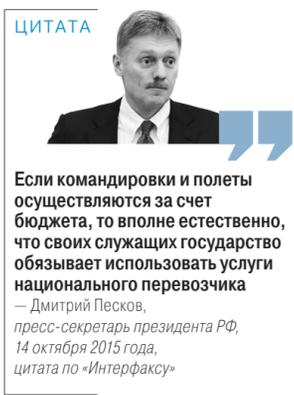 ЦИТАТА
Если командировки и полеты
осуществляются за счет
бюджета, то вполне естественно,
что своих служащих государство
обязывает использовать услуги
национального перевозчика
— Дмитрий Песков,
пресс-секретарь президента РФ,
14 октября 2015 года,
цитата по «Интерфаксу»